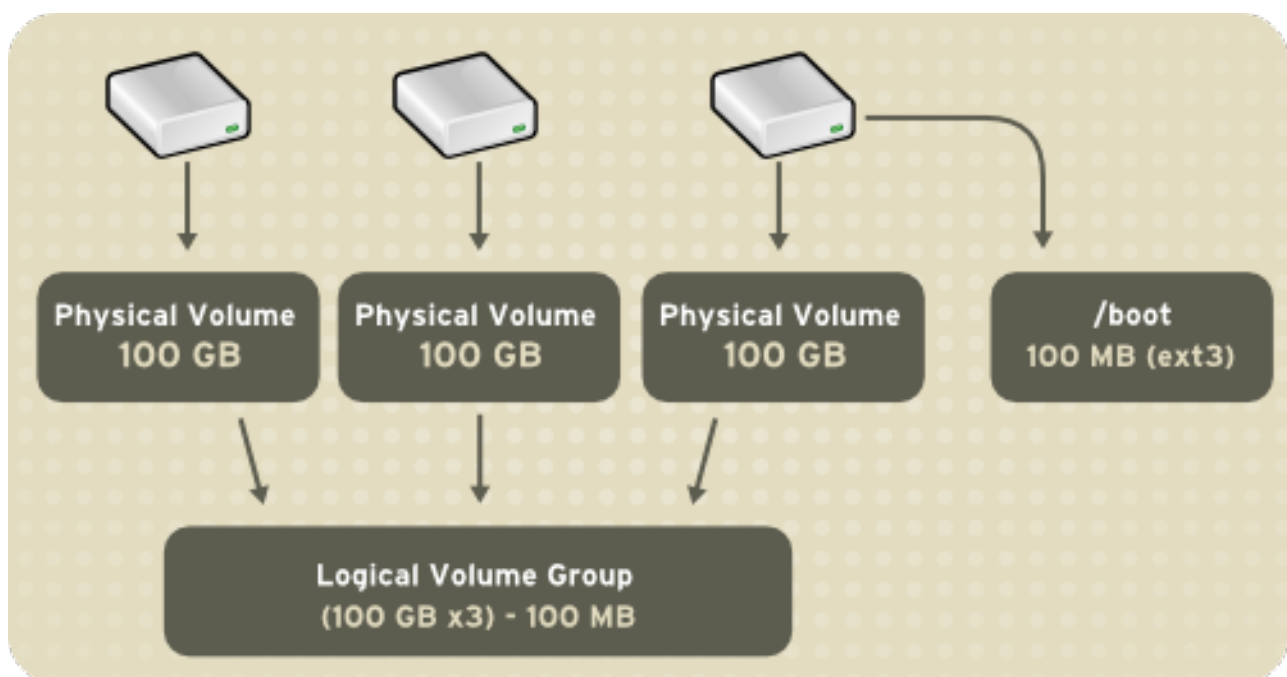 Physical Volume
100 GB
Physical Volume
100 GB
Physical Volume
100 GB
/boot
100 MB (ext3)
Logical Volume Group
(100 GB x3) - 100 MB